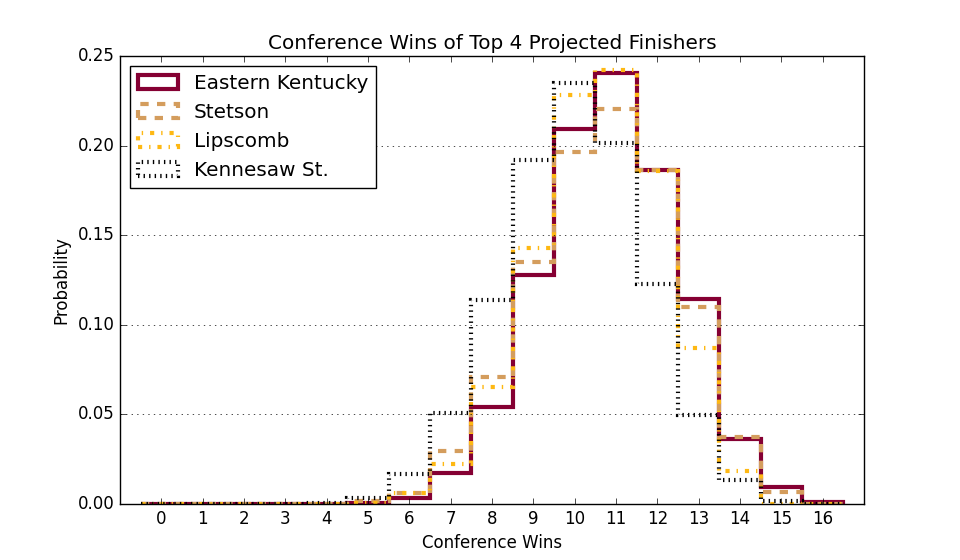 Conference Wins of Top 4 Projected Finishers
0.25
0.20
0.15
0.10
0.05
0.00
Probability
Eastern Kentucky
Stetson
Lipscomb
Kennesaw St.
0 1 2 3 4 5 6 7 8 9 10 11 12 13 14 15 16
Conference Wins